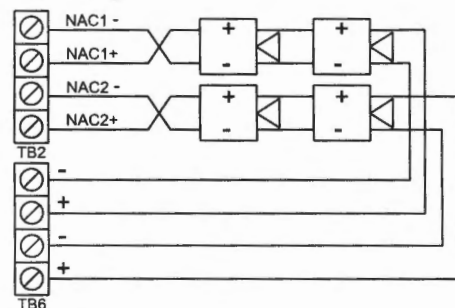 NAC1 -
+ +
NAC1+
- -
NAC2 -
+ +
NAC2+
- -
TB2
-
+
-
+
TB6